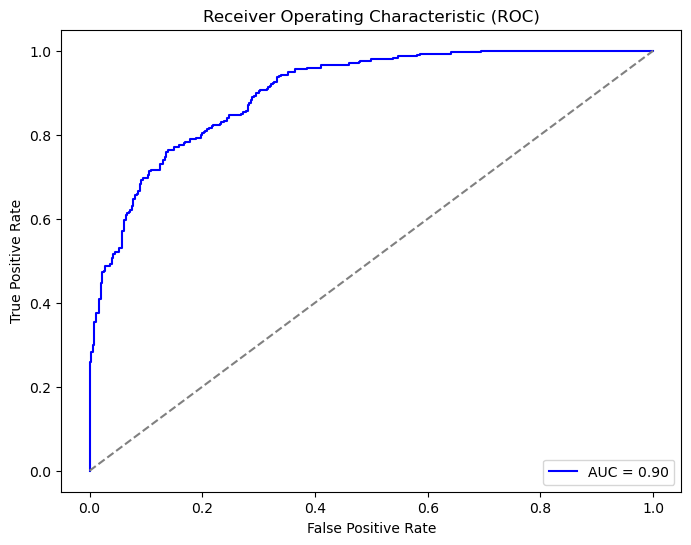 Receiver Operating Characteristic (ROC)
True Positive Rate
1.0
0.8
0.6
0.4
0.2
0.0
AUC = 0.90
0.0 0.2 0.4 0.6 0.8 1.0
False Positive Rate